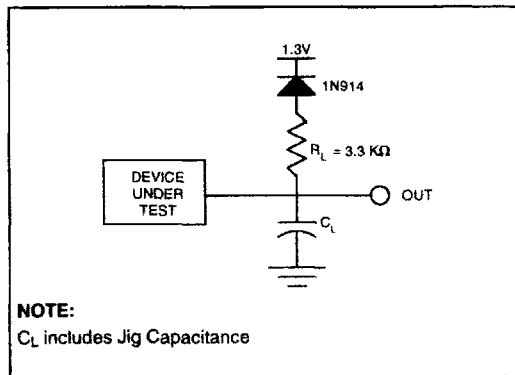 1.3V
1N914
R_L = 3.3 KΩ
DEVICE
UNDER
TEST
OUT
C_L
NOTE:
C_L includes Jig Capacitance